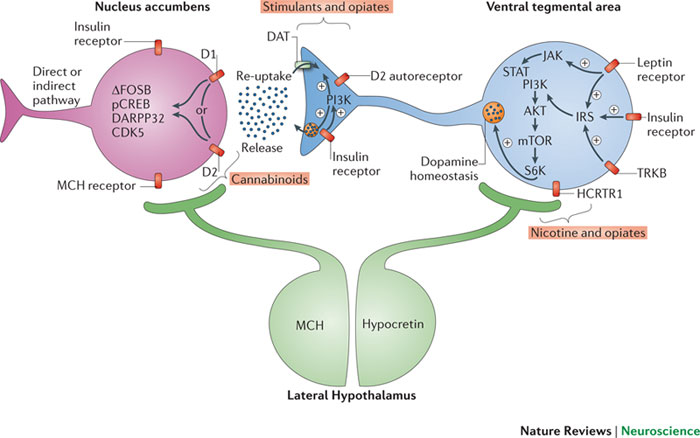 Nucleus accumbens
Stimulants and opiates
Ventral tegmental area
Insulin
receptor
D1
Direct or
indirect
pathway
ΔFOSB
pCREB
DARPP32
CDK5
or
MCH receptor
D2
Cannabinoids
DAT
Re-uptake
Release
PI3K
+
+
D2 autoreceptor
Insulin
receptor
Dopamine
homeostasis
JAK
STAT
PI3K
AKT
mTOR
S6K
IRS
+
+
+
+
+
Leptin
receptor
Insulin
receptor
TRKB
HCRTR1
Nicotine and opiates
MCH
Hypocretin
Lateral Hypothalamus
Nature Reviews | Neuroscience